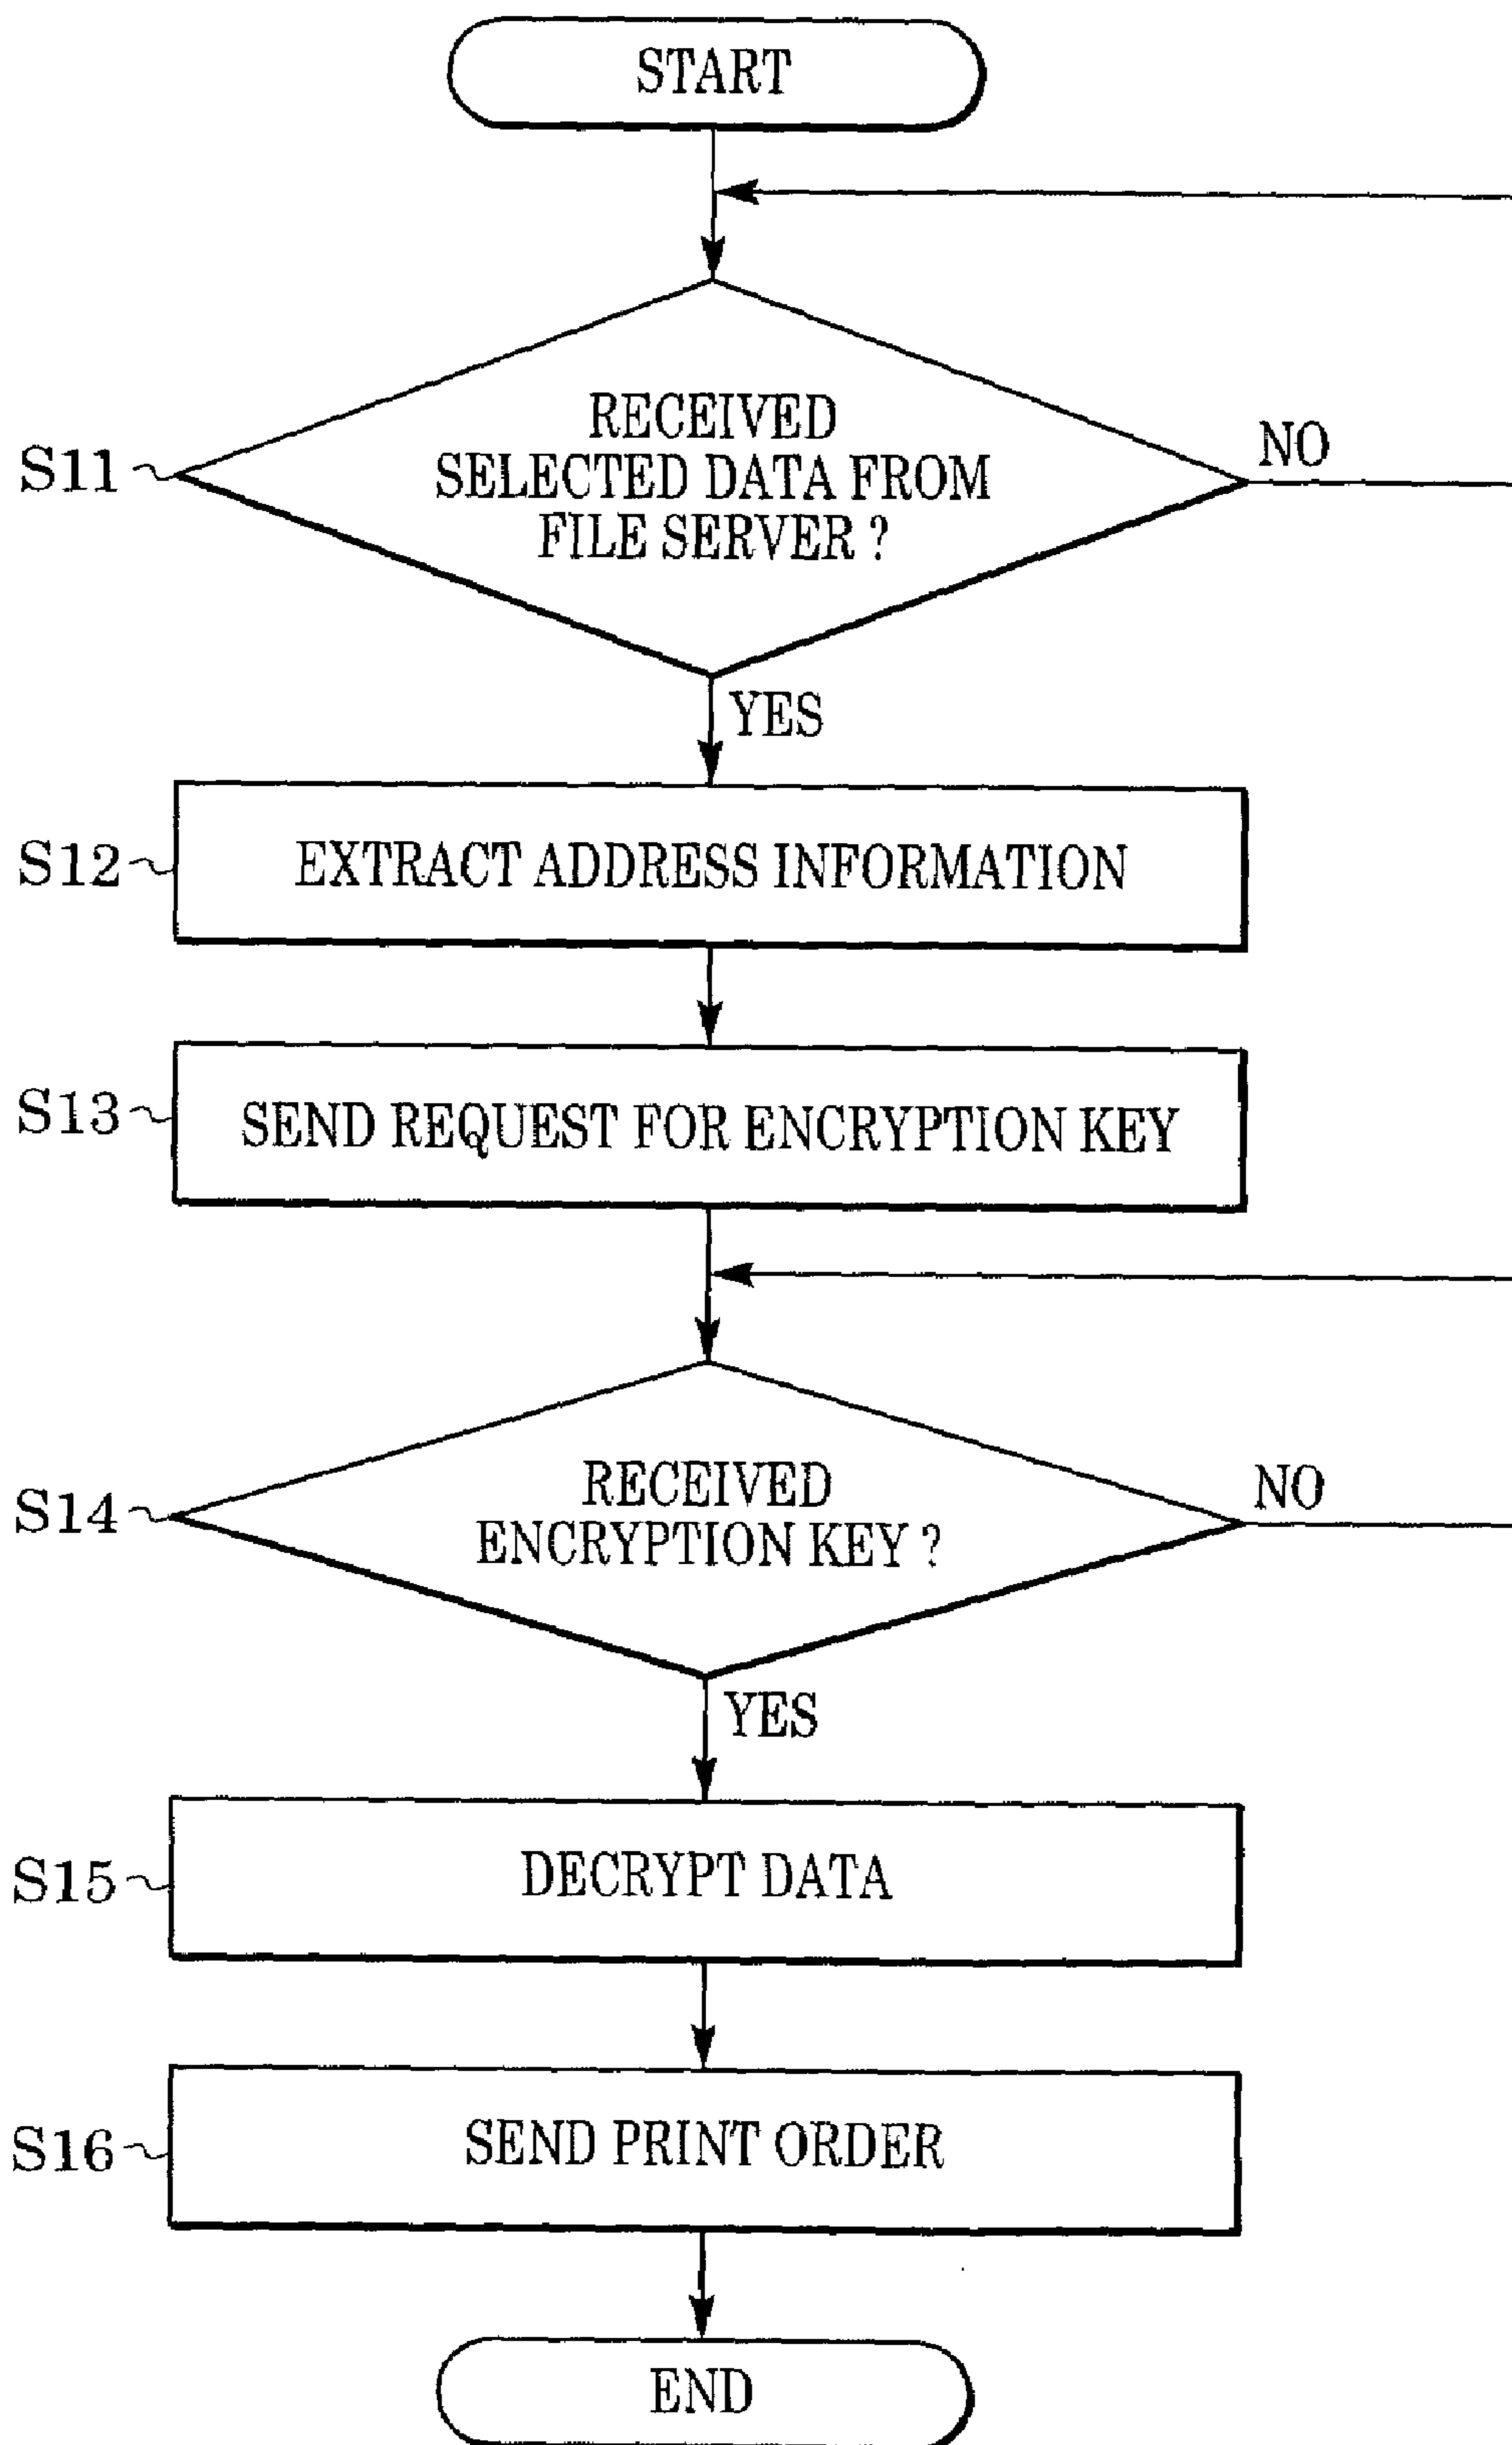 START
RECEIVED
SELECTED DATA FROM
FILE SERVER ?
S11
NO
YES
S12
EXTRACT ADDRESS INFORMATION
S13
SEND REQUEST FOR ENCRYPTION KEY
RECEIVED
ENCRYPTION KEY ?
S14
NO
YES
S15
DECRYPT DATA
S16
SEND PRINT ORDER
END